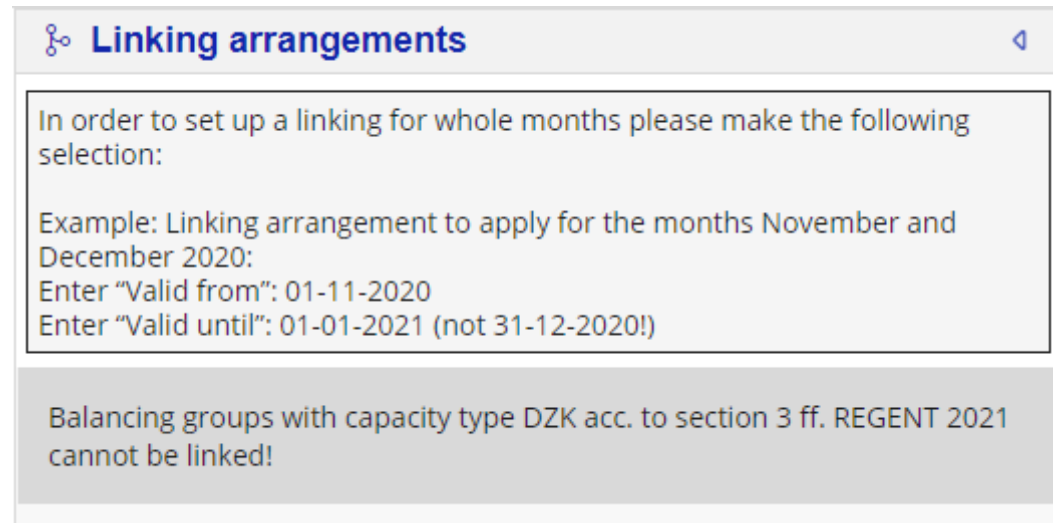 Linking arrangements
In order to set up a linking for whole months please make the following
selection:
Example: Linking arrangement to apply for the months November and
December 2020:
Enter “Valid from”: 01-11-2020
Enter “Valid until”: 01-01-2021 (not 31-12-2020!)
Balancing groups with capacity type DZK acc. to section 3 ff. REGENT 2021
cannot be linked!